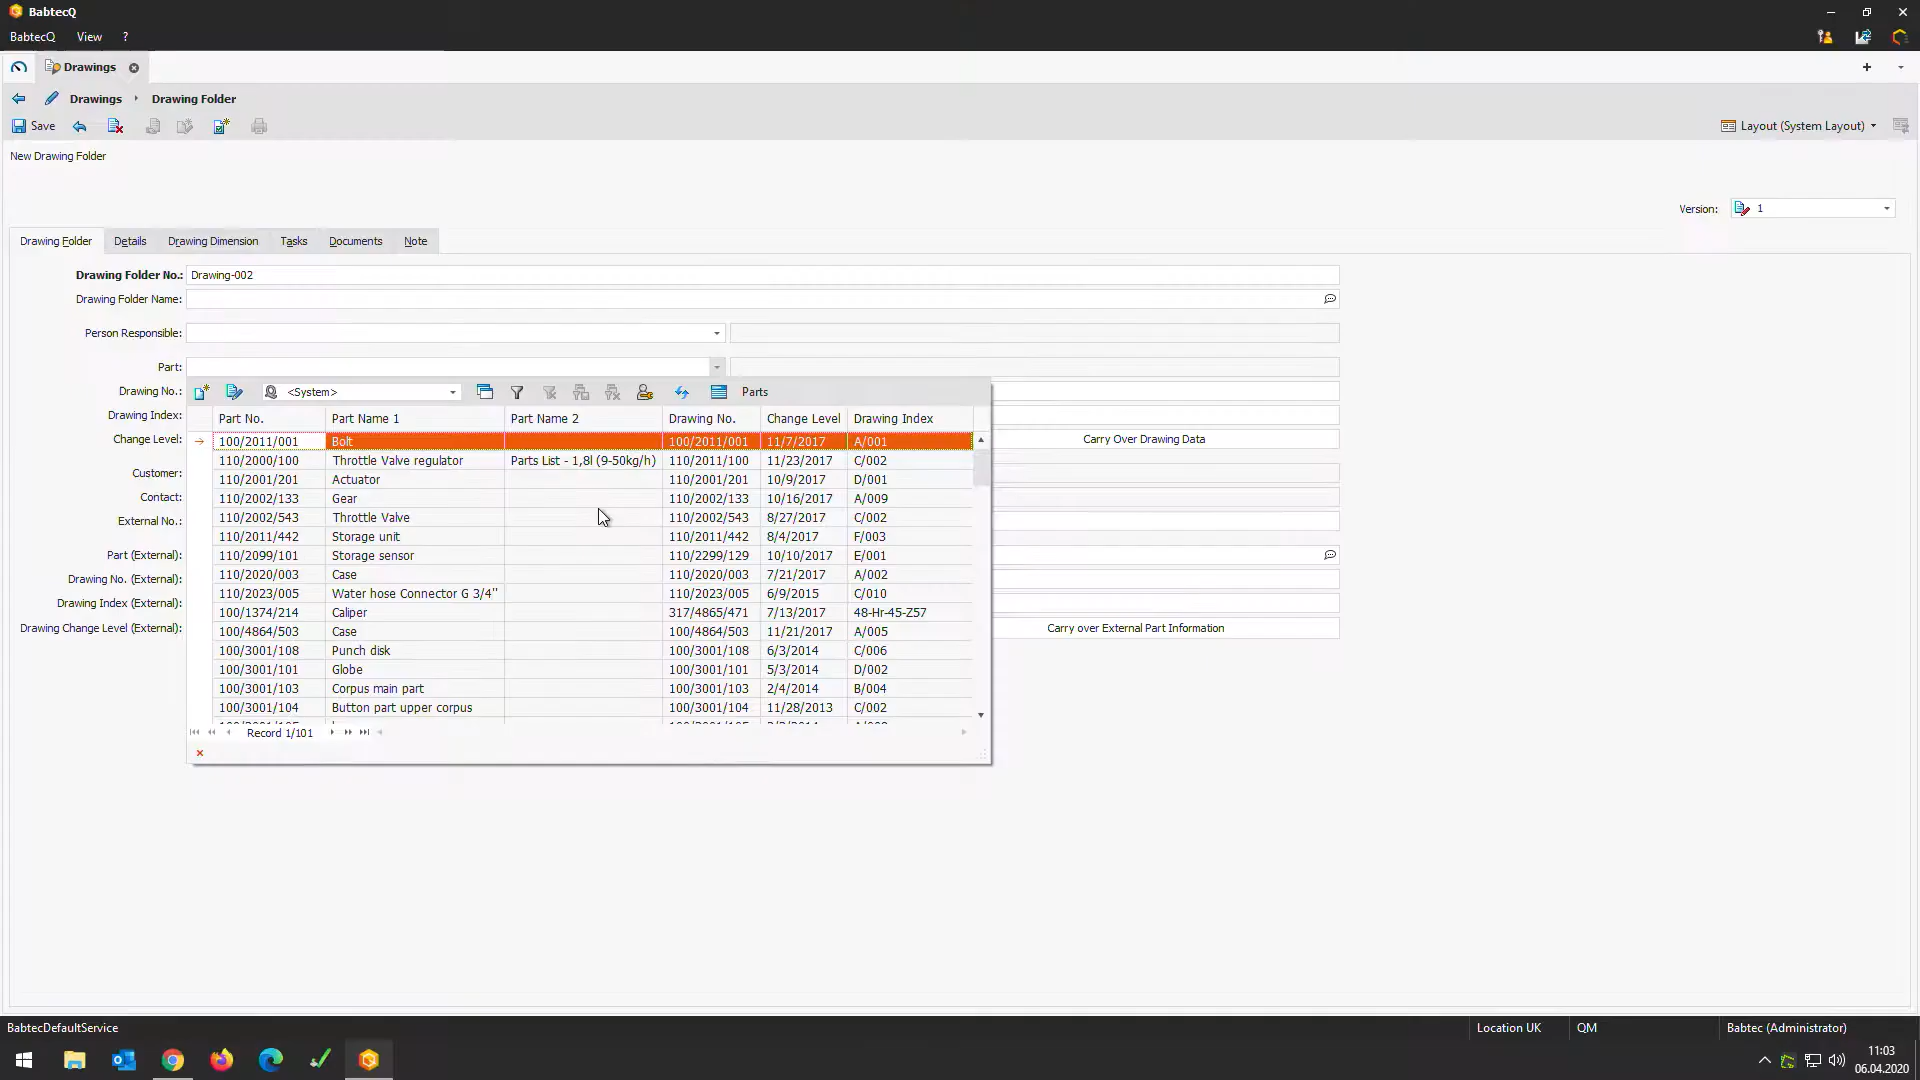 BabtecQ
BabtecQ View ?
Drawings
Drawings Drawing Folder
Save Layout (System Layout)
New Drawing Folder
Version: 1
Drawing Folder Details Drawing Dimension Tasks Documents Note
Drawing Folder No.: Drawing-002
Drawing Folder Name:
Person Responsible:
Part:
Drawing No.:
Drawing Index:
Change Level: Carry Over Drawing Data
Customer:
Contact:
External No.:
Part (External):
Drawing No. (External):
Drawing Index (External):
Drawing Change Level (External): Carry over External Part Information
<System> Parts
Part No. Part Name 1 Part Name 2 Drawing No. Change Level Drawing Index
100/2011/001 Bolt 100/2011/001 11/7/2017 A/001
110/2000/100 Throttle Valve regulator Parts List - 1,8l (9-50kg/h) 110/2011/100 11/23/2017 C/002
110/2001/201 Actuator 110/2001/201 10/9/2017 D/001
110/2002/133 Gear 110/2002/133 10/16/2017 A/009
110/2002/543 Throttle Valve 110/2002/543 8/27/2017 C/002
110/2011/442 Storage unit 110/2011/442 8/4/2017 F/003
110/2099/101 Storage sensor 110/2299/129 10/10/2017 E/001
110/2020/003 Case 110/2020/003 7/21/2017 A/002
110/2023/005 Water hose Connector G 3/4" 110/2023/005 6/9/2015 C/010
100/1374/214 Caliper 317/4865/471 7/13/2017 48-Hr-45-Z57
100/4864/503 Case 100/4864/503 11/21/2017 A/005
100/3001/108 Punch disk 100/3001/108 6/3/2014 C/006
100/3001/101 Globe 100/3001/101 5/3/2014 D/002
100/3001/103 Corpus main part 100/3001/103 2/4/2014 B/004
100/3001/104 Button part upper corpus 100/3001/104 11/28/2013 C/002
Record 1/101
BabtecDefaultService Location UK QM Babtec (Administrator)
11:03
06.04.2020